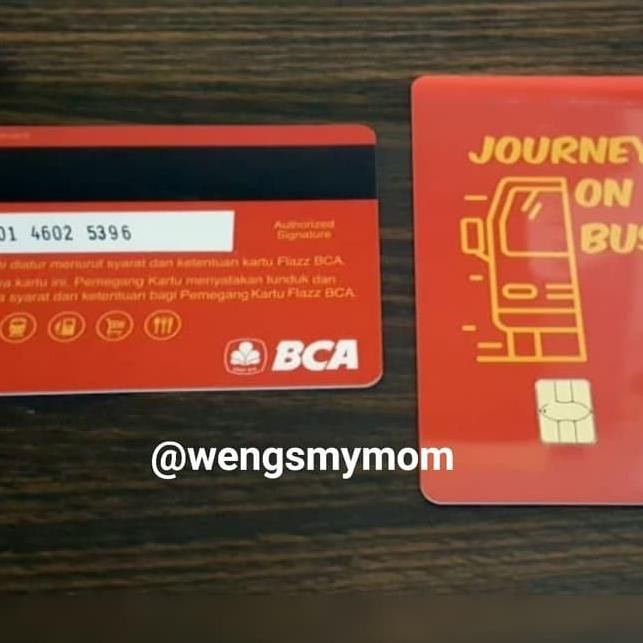 01 4602 5396
Authorized
Signature
diatur menurut syarat dan ketentuan kartu Flazz BCA.
kartu ini, Pemegang Kartu menyatakan tunduk dan
syarat dan ketentuan bagi Pemegang Kartu Flazz BCA.
BCA
JOURNEY
ON
BUS
@wengsmymom